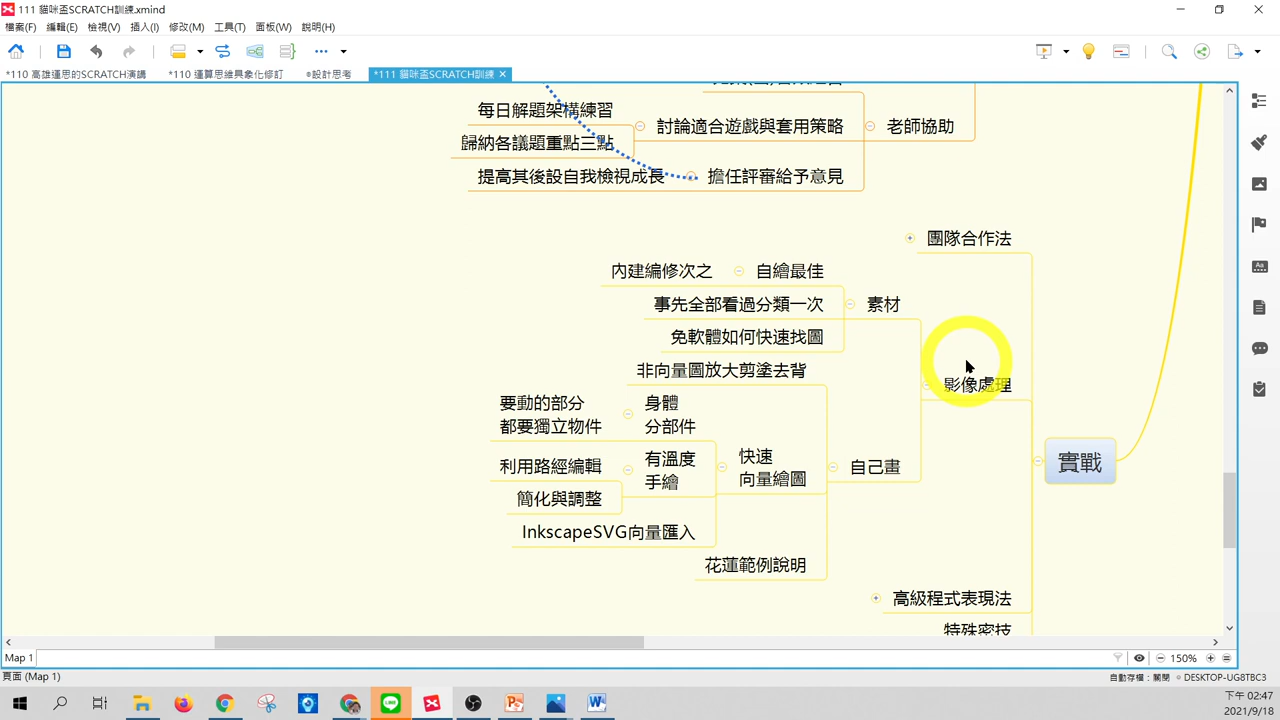 111 貓咪盃SCRATCH訓練.xmind
檔案(F) 編輯(E) 檢視(V) 插入(I) 修改(M) 工具(T) 面板(W) 說明(H)
*110 高雄運思的SCRATCH演講 *110 運算思維具象化修訂 設計思考 *111 貓咪盃SCRATCH訓練
每日解題架構練習
歸納各議題重點三點
討論適合遊戲與套用策略
老師協助
提高其後設自我檢視成長
擔任評審給予意見
團隊合作法
內建編修次之
自繪最佳
事先全部看過分類一次
素材
免軟體如何快速找圖
非向量圖放大剪塗去背
影像處理
要動的部分
都要獨立物件
身體
分部件
利用路經編輯
簡化與調整
有溫度
手繪
快速
向量繪圖
自己畫
實戰
InkscapeSVG向量匯入
花蓮範例說明
高級程式表現法
特殊密技
Map 1
150%
頁面 (Map 1)
自動存檔：關閉 DESKTOP-UG8TBC3
下午 02:47
2021/9/18